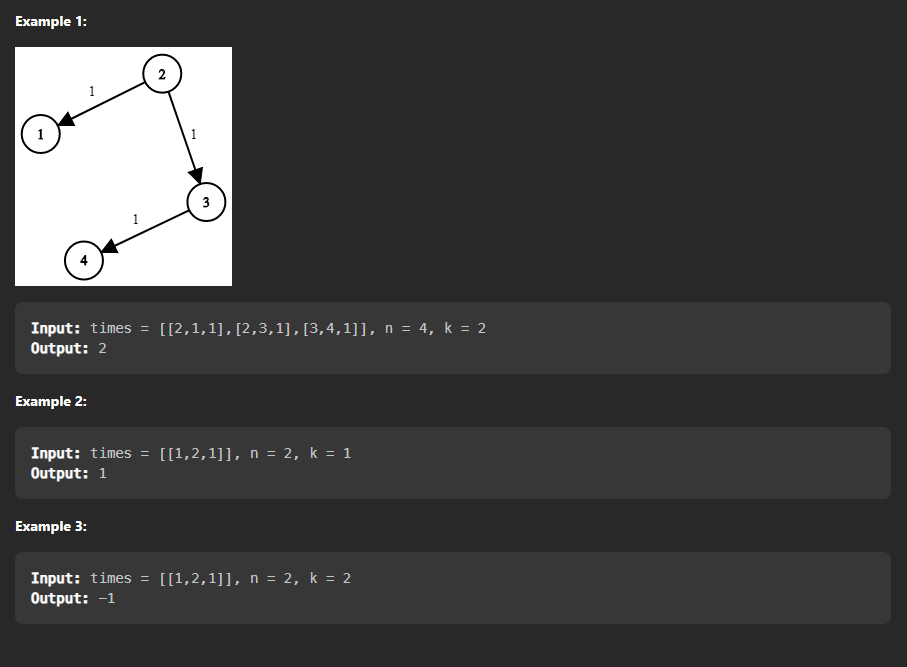 Example 1:
2
1
1
1
3
1
4
Input: times = [[2,1,1],[2,3,1],[3,4,1]], n = 4, k = 2
Output: 2
Example 2:
Input: times = [[1,2,1]], n = 2, k = 1
Output: 1
Example 3:
Input: times = [[1,2,1]], n = 2, k = 2
Output: -1